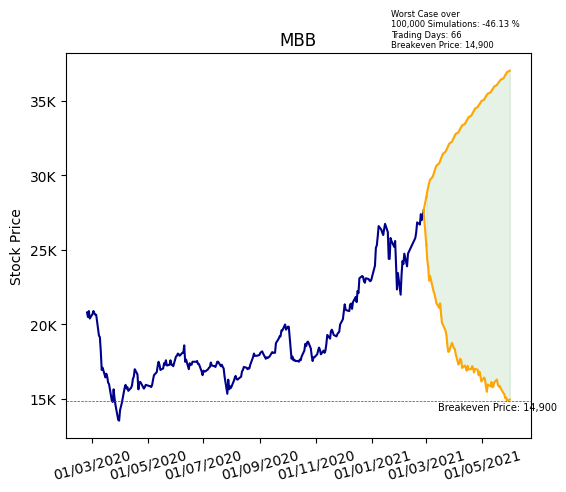 Worst Case over
100,000 Simulations: -46.13 %
Trading Days: 66
Breakeven Price: 14,900
MBB
Stock Price
35K
30K
25K
20K
15K
Breakeven Price: 14,900
01/03/2020 01/05/2020 01/07/2020 01/09/2020 01/11/2020 01/01/2021 01/03/2021 01/05/2021